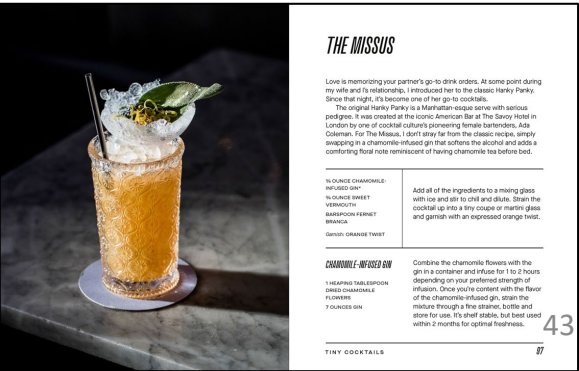 THE MISSUS
Love is memorizing your partner's go-to drink orders. At some point during
my wife and I's relationship, I introduced her to the classic Hanky Panky.
Since that night, it's become one of her go-to cocktails.
The original Hanky Panky is a Manhattan-esque serve with serious
pedigree. It was created at the iconic American Bar at The Savoy Hotel in
London by one of cocktail culture's pioneering female bartenders, Ada
Coleman. For The Missus, I don't stray far from the classic recipe, simply
swapping in a chamomile-infused gin that softens the alcohol and adds a
comforting floral note reminiscent of having chamomile tea before bed.
¾ OUNCE CHAMOMILE-
INFUSED GIN*
¾ OUNCE SWEET
VERMOUTH
BARSPOON FERNET
BRANCA
Garnish: ORANGE TWIST
Add all of the ingredients to a mixing glass
with ice and stir to chill and dilute. Strain the
cocktail up into a tiny coupe or martini glass
and garnish with an expressed orange twist.
CHAMOMILE-INFUSED GIN
1 HEAPING TABLESPOON
DRIED CHAMOMILE
FLOWERS
7 OUNCES GIN
Combine the chamomile flowers with the
gin in a container and infuse for 1 to 2 hours
depending on your preferred strength of
infusion. Once you're content with the flavor
of the chamomile-infused gin, strain the
mixture through a fine strainer, bottle and
store for use. It's shelf stable, but best used
within 2 months for optimal freshness.
43
TINY COCKTAILS
97